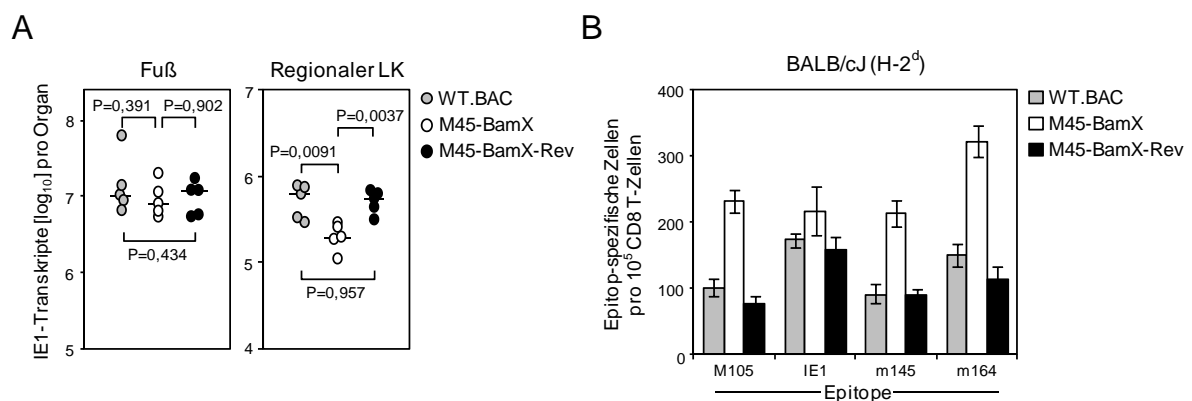 A
Fuß
Regionaler LK
IE1-Transkripte [log10] pro Organ
8
7
6
5
P=0,391
P=0,902
P=0,434
7
6
5
4
P=0,0037
P=0,0091
P=0,957
WT.BAC
M45-BamX
M45-BamX-Rev
B
BALB/cJ (H-2ᵈ)
Epitop-spezifische Zellen
pro 10⁵ CD8 T-Zellen
400
300
200
100
0
M105
IE1
m145
m164
Epitope
WT.BAC
M45-BamX
M45-BamX-Rev